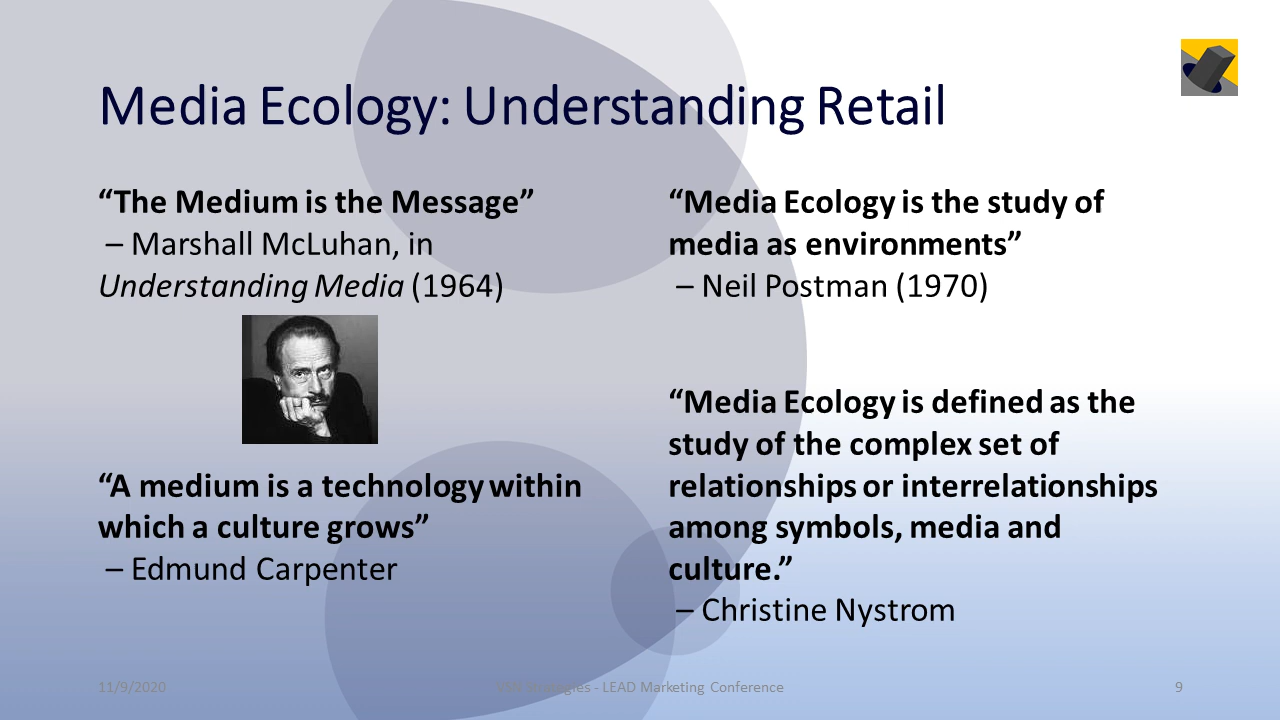 Media Ecology: Understanding Retail
“The Medium is the Message”
– Marshall McLuhan, in
Understanding Media (1964)
“A medium is a technology within
which a culture grows”
– Edmund Carpenter
“Media Ecology is the study of
media as environments”
– Neil Postman (1970)
“Media Ecology is defined as the
study of the complex set of
relationships or interrelationships
among symbols, media and
culture.”
– Christine Nystrom
11/9/2020
Strategies - LEAD Marketing Conference
9